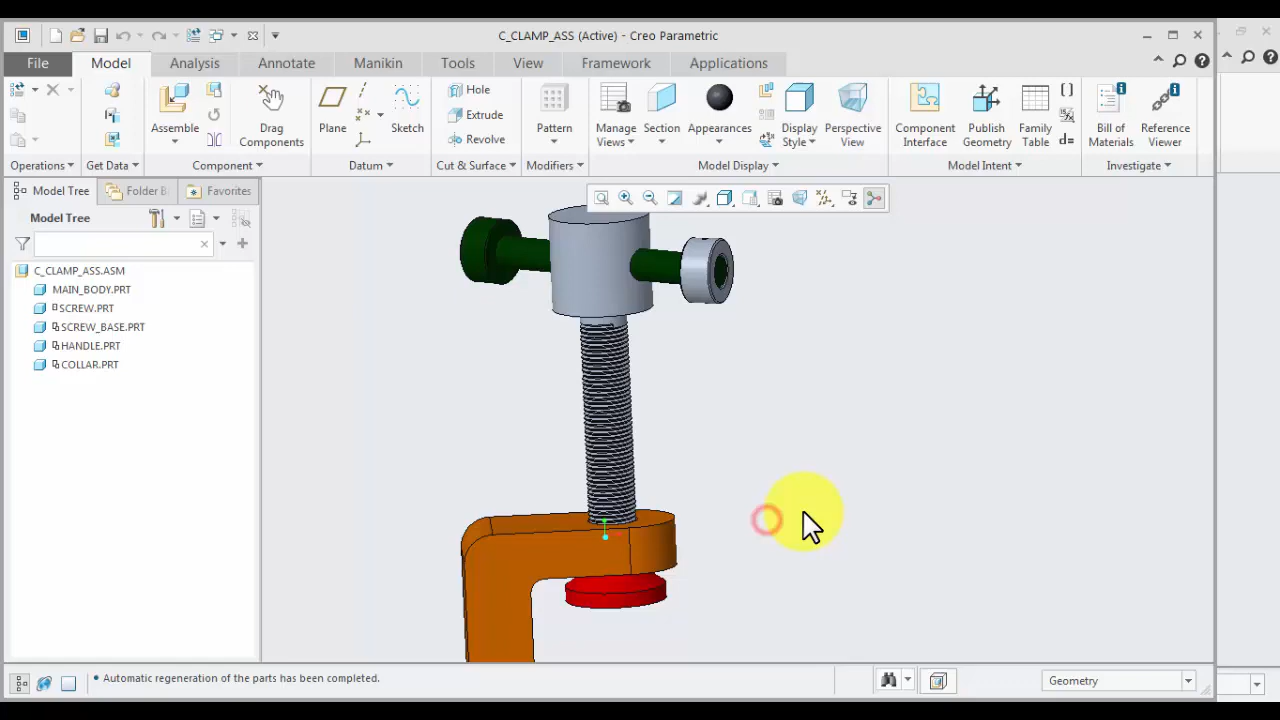 C_CLAMP_ASS (Active) - Creo Parametric
File
Model
Analysis
Annotate
Manikin
Tools
View
Framework
Applications
Assemble
Drag
Components
Plane
Sketch
Hole
Extrude
Revolve
Pattern
Manage
Views
Section
Appearances
Display
Style
Perspective
View
Component
Interface
Publish
Geometry
Family
Table
Bill of
Materials
Reference
Viewer
Operations
Get Data
Component
Datum
Cut & Surface
Modifiers
Model Display
Model Intent
Investigate
Model Tree
Folder B
Favorites
Model Tree
C_CLAMP_ASS.ASM
MAIN_BODY.PRT
SCREW.PRT
SCREW_BASE.PRT
HANDLE.PRT
COLLAR.PRT
• Automatic regeneration of the parts has been completed.
Geometry